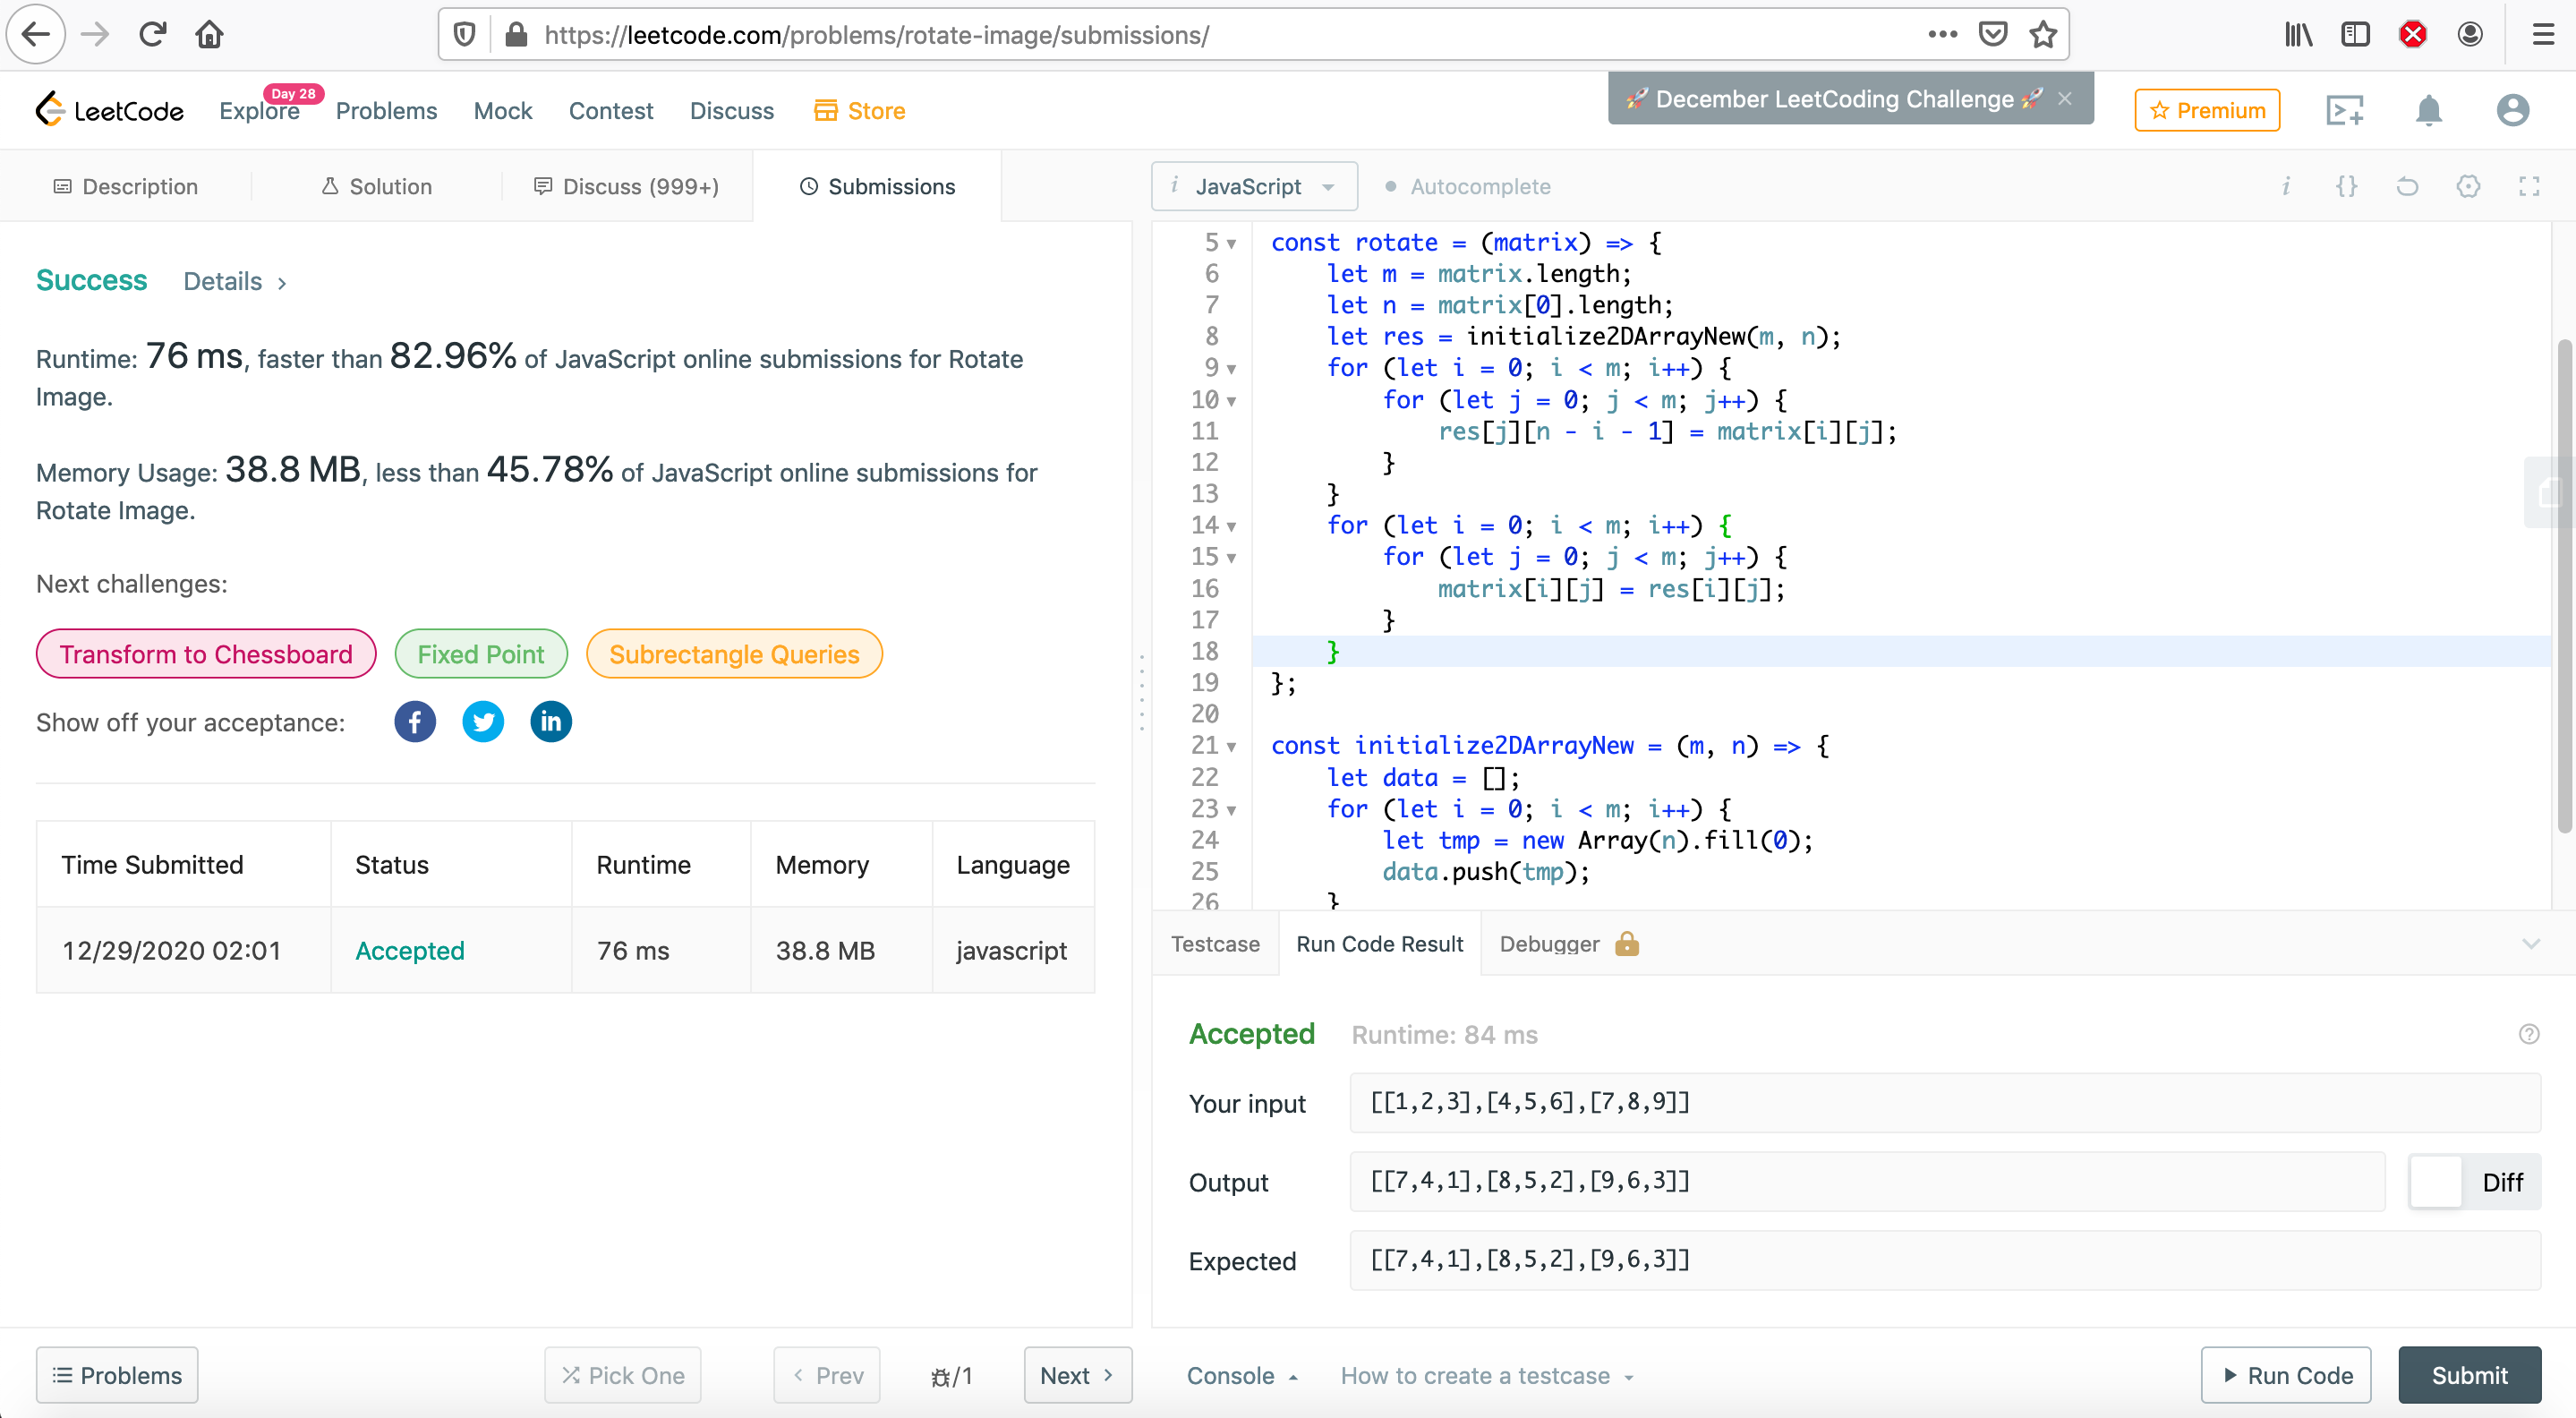 https://leetcode.com/problems/rotate-image/submissions/
LeetCode
Explore
Day 28
Problems
Mock
Contest
Discuss
Store
🚀 December LeetCoding Challenge 🚀 ×
Premium
Description
Solution
Discuss (999+)
Submissions
Success
Details >
Runtime: 76 ms, faster than 82.96% of JavaScript online submissions for Rotate
Image.
Memory Usage: 38.8 MB, less than 45.78% of JavaScript online submissions for
Rotate Image.
Next challenges:
Transform to Chessboard
Fixed Point
Subrectangle Queries
Show off your acceptance:
Time Submitted Status Runtime Memory Language
12/29/2020 02:01 Accepted 76 ms 38.8 MB javascript
Problems
Pick One
< Prev
/1
Next >
i JavaScript
Autocomplete
i {}
5 const rotate = (matrix) => {
6 let m = matrix.length;
7 let n = matrix[0].length;
8 let res = initialize2DArrayNew(m, n);
9 for (let i = 0; i < m; i++) {
10 for (let j = 0; j < m; j++) {
11 res[j][n - i - 1] = matrix[i][j];
12 }
13 }
14 for (let i = 0; i < m; i++) {
15 for (let j = 0; j < m; j++) {
16 matrix[i][j] = res[i][j];
17 }
18 }
19 };
20
21 const initialize2DArrayNew = (m, n) => {
22 let data = [];
23 for (let i = 0; i < m; i++) {
24 let tmp = new Array(n).fill(0);
25 data.push(tmp);
26 }
Testcase
Run Code Result
Debugger
Accepted
Runtime: 84 ms
Your input
[[1,2,3],[4,5,6],[7,8,9]]
Output
[[7,4,1],[8,5,2],[9,6,3]]
Diff
Expected
[[7,4,1],[8,5,2],[9,6,3]]
Console
How to create a testcase
Run Code
Submit